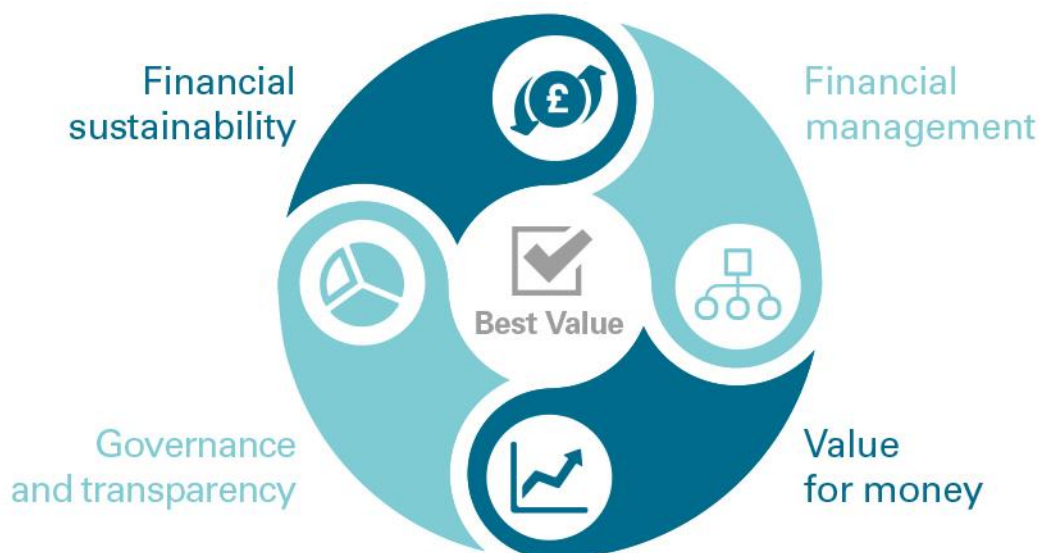 Financial
sustainability
Financial
management
£
Best Value
Governance
and transparency
Value
for money